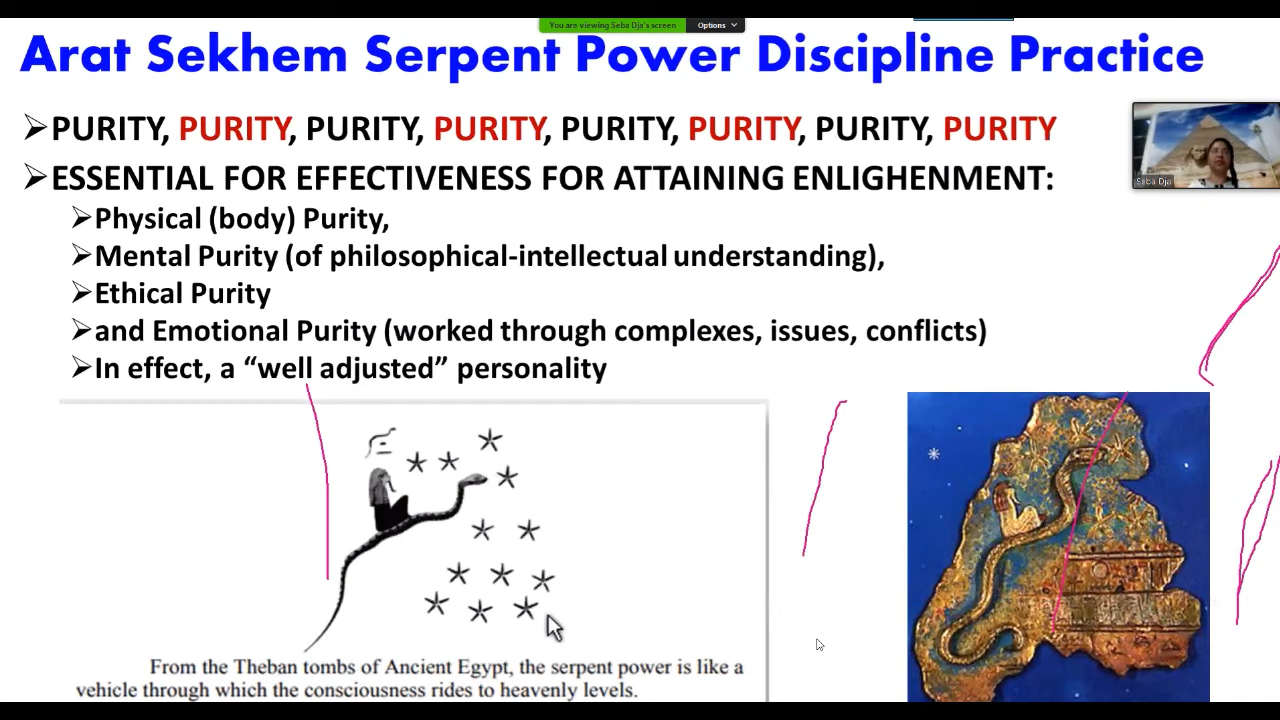 You are viewing Seba Dja's screen Options
Arat Sekhem Serpent Power Discipline Practice
PURITY, PURITY, PURITY, PURITY, PURITY, PURITY, PURITY, PURITY
ESSENTIAL FOR EFFECTIVENESS FOR ATTAINING ENLIGHENMENT:
Seba Dja
Physical (body) Purity,
Mental Purity (of philosophical-intellectual understanding),
Ethical Purity
and Emotional Purity (worked through complexes, issues, conflicts)
In effect, a “well adjusted” personality
From the Theban tombs of Ancient Egypt, the serpent power is like a
vehicle through which the consciousness rides to heavenly levels.